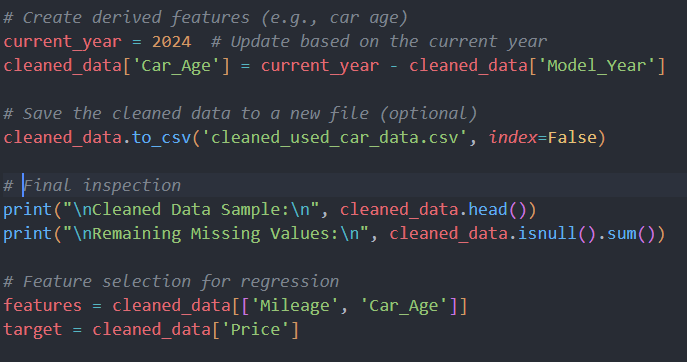 # Create derived features (e.g., car age)
current_year = 2024  # Update based on the current year
cleaned_data['Car_Age'] = current_year - cleaned_data['Model_Year']
# Save the cleaned data to a new file (optional)
cleaned_data.to_csv('cleaned_used_car_data.csv', index=False)
# Final inspection
print("\nCleaned Data Sample:\n", cleaned_data.head())
print("\nRemaining Missing Values:\n", cleaned_data.isnull().sum())
# Feature selection for regression
features = cleaned_data[['Mileage', 'Car_Age']]
target = cleaned_data['Price']